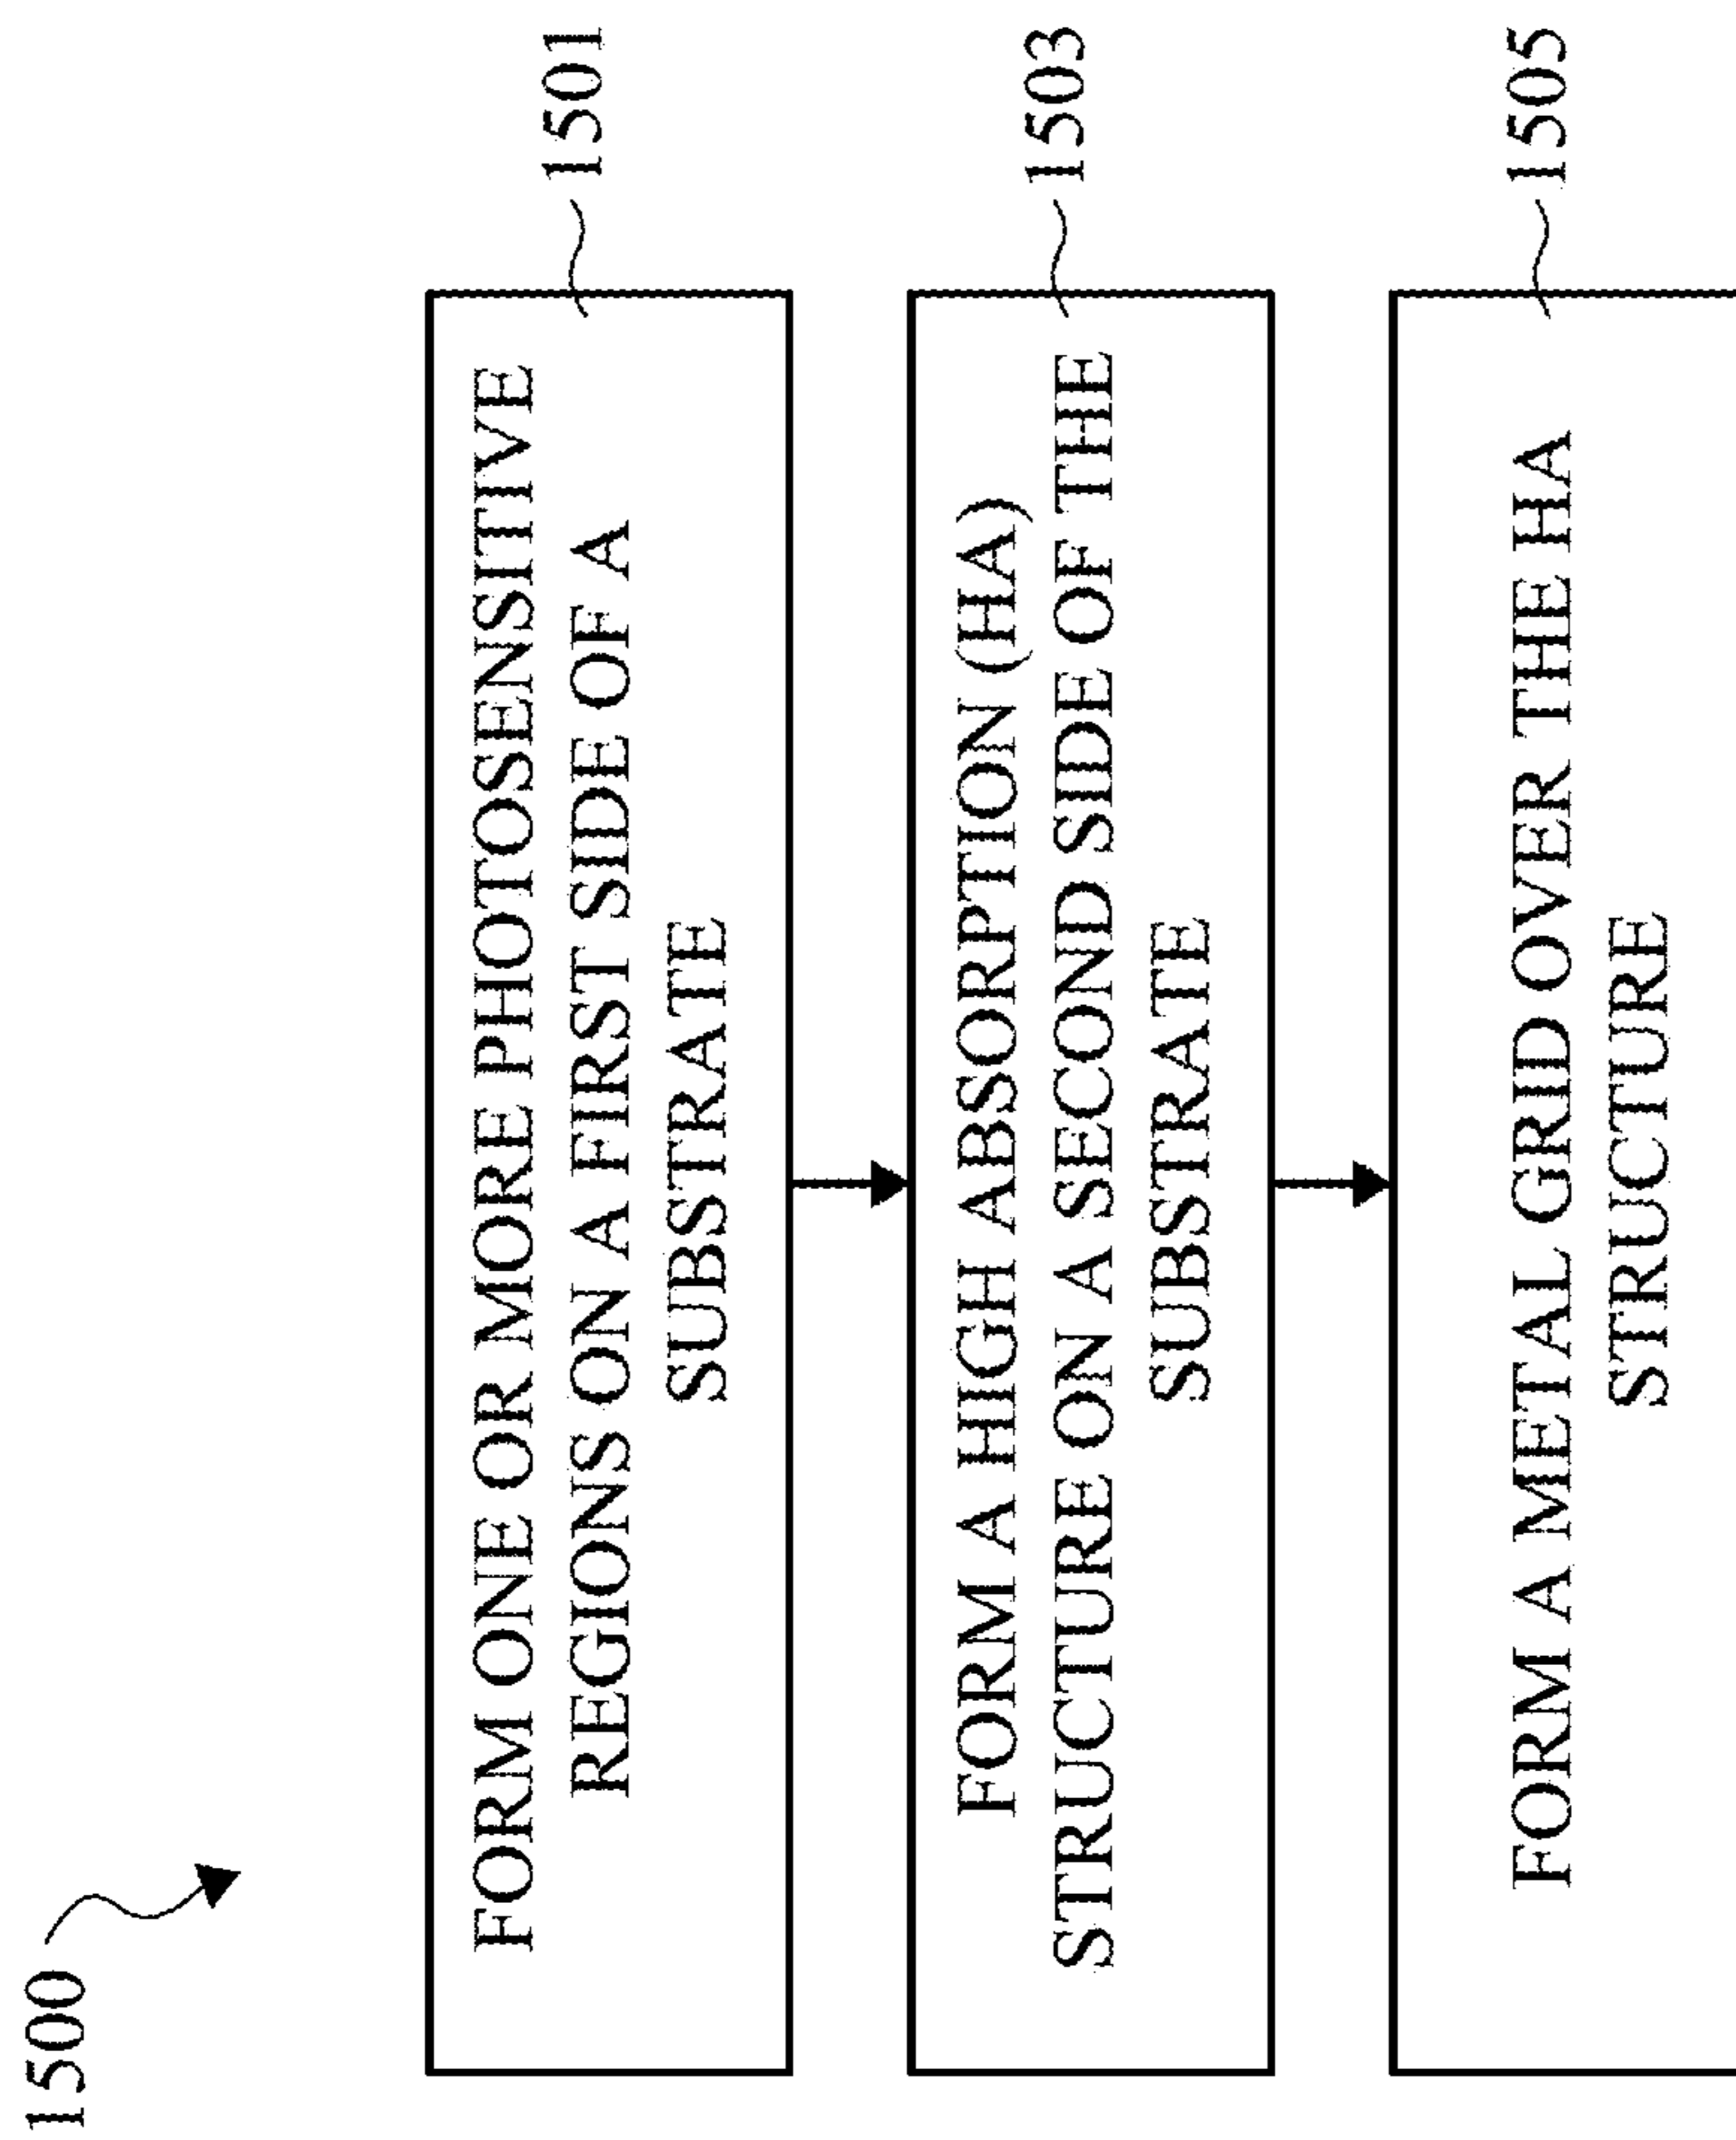 1500
FORM ONE OR MORE PHOTOSENSITIVE
REGIONS ON A FIRST SIDE OF A
SUBSTRATE
1501
FORM A HIGH ABSORPTION (HA)
STRUCTURE ON A SECOND SIDE OF THE
SUBSTRATE
1503
FORM A METAL GRID OVER THE HA
STRUCTURE
1505